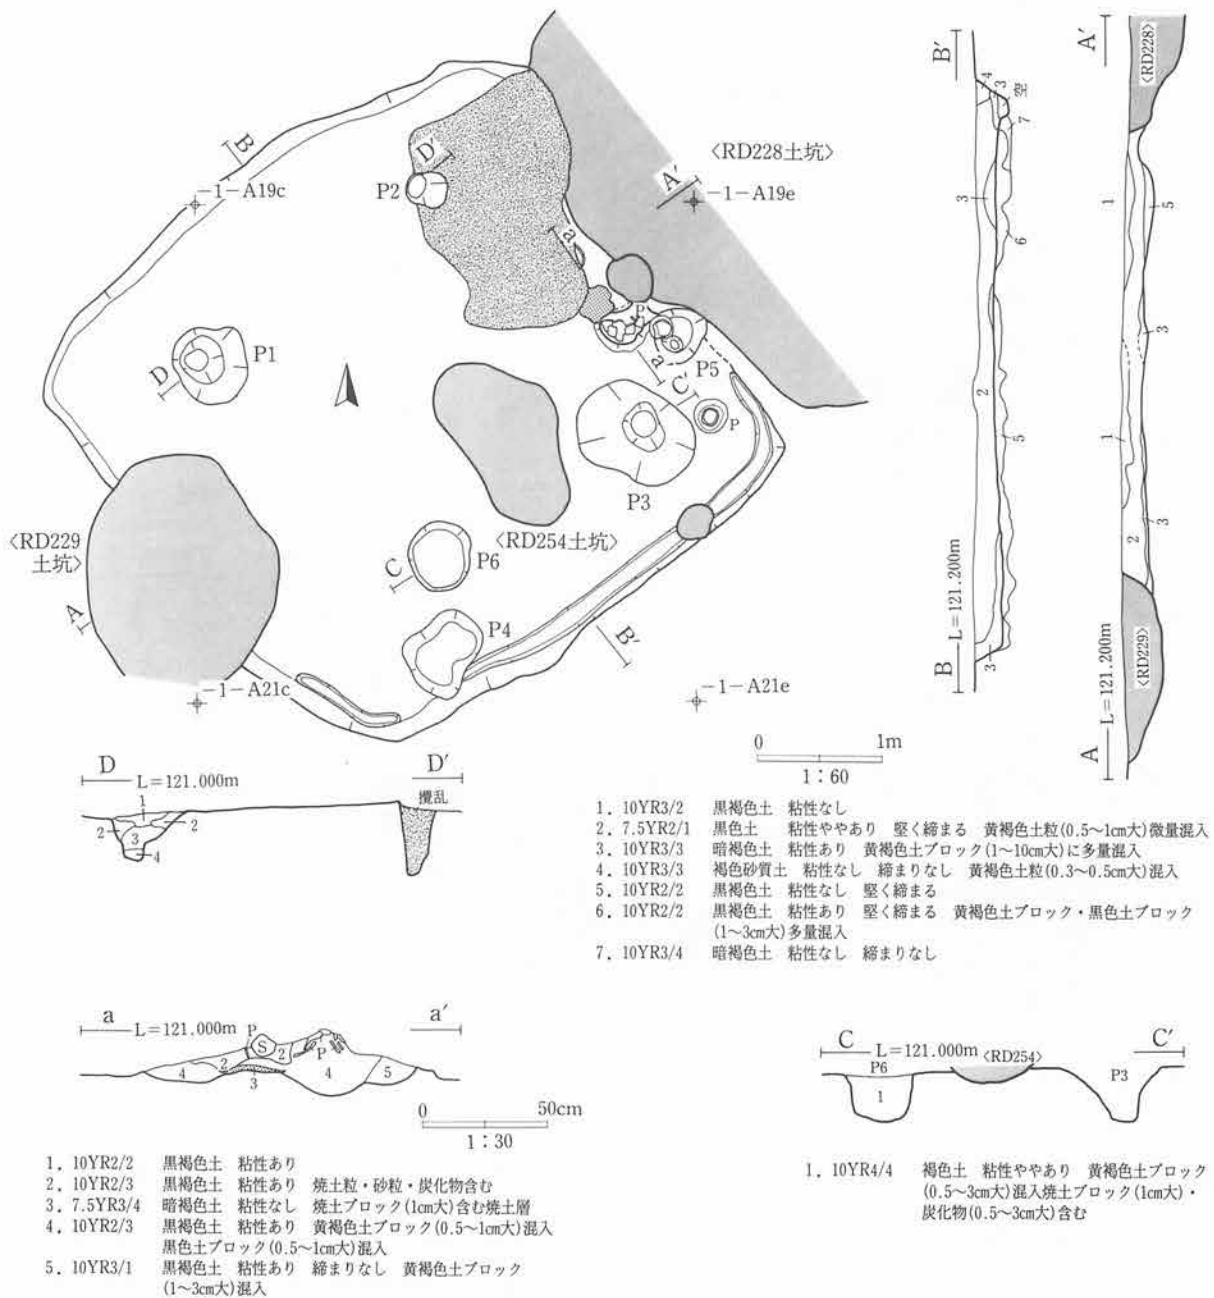 B
-1-A19c
D'
P2
〈RD228土坑〉
A'
-1-A19e
a
P
P5
a'
C'
P
P3
D
P1
〈RD229
土坑〉
A
〈RD254土坑〉
P6
C
P4
B'
-1-A21c
-1-A21e
0 1m
1:60
B'
4
3
空
7
3
6
2
5
3
B L=121.200m
A'
〈RD228〉
1
5
3
1
3
2
〈RD229〉
A L=121.200m
D L=121.000m D'
攪乱
1
2
2
3
4
1. 10YR3/2 黒褐色土 粘性なし
2. 7.5YR2/1 黒色土 粘性ややあり 堅く締まる 黄褐色土粒(0.5~1cm大)微量混入
3. 10YR3/3 暗褐色土 粘性あり 黄褐色土ブロック(1~10cm大)に多量混入
4. 10YR3/3 褐色砂質土 粘性なし 締まりなし 黄褐色土粒(0.3~0.5cm大)混入
5. 10YR2/2 黒褐色土 粘性なし 堅く締まる
6. 10YR2/2 黒褐色土 粘性あり 堅く締まる 黄褐色土ブロック・黒色土ブロック
(1~3cm大)多量混入
7. 10YR3/4 暗褐色土 粘性なし 締まりなし
a L=121.000m a'
P
S
2
P
4
2
3
4
5
0 50cm
1:30
1. 10YR2/2 黒褐色土 粘性あり
2. 10YR2/3 黒褐色土 粘性あり 焼土粒・砂粒・炭化物含む
3. 7.5YR3/4 暗褐色土 粘性なし 焼土ブロック(1cm大)含む焼土層
4. 10YR2/3 黒褐色土 粘性あり 黄褐色土ブロック(0.5~1cm大)混入
黒色土ブロック(0.5~1cm大)混入
5. 10YR3/1 黒褐色土 粘性あり 締まりなし 黄褐色土ブロック
(1~3cm大)混入
C L=121.000m 〈RD254〉 C'
P6
P3
1
1. 10YR4/4 褐色土 粘性ややあり 黄褐色土ブロック
(0.5~3cm大)混入焼土ブロック(1cm大)・
炭化物(0.5~3cm大)含む